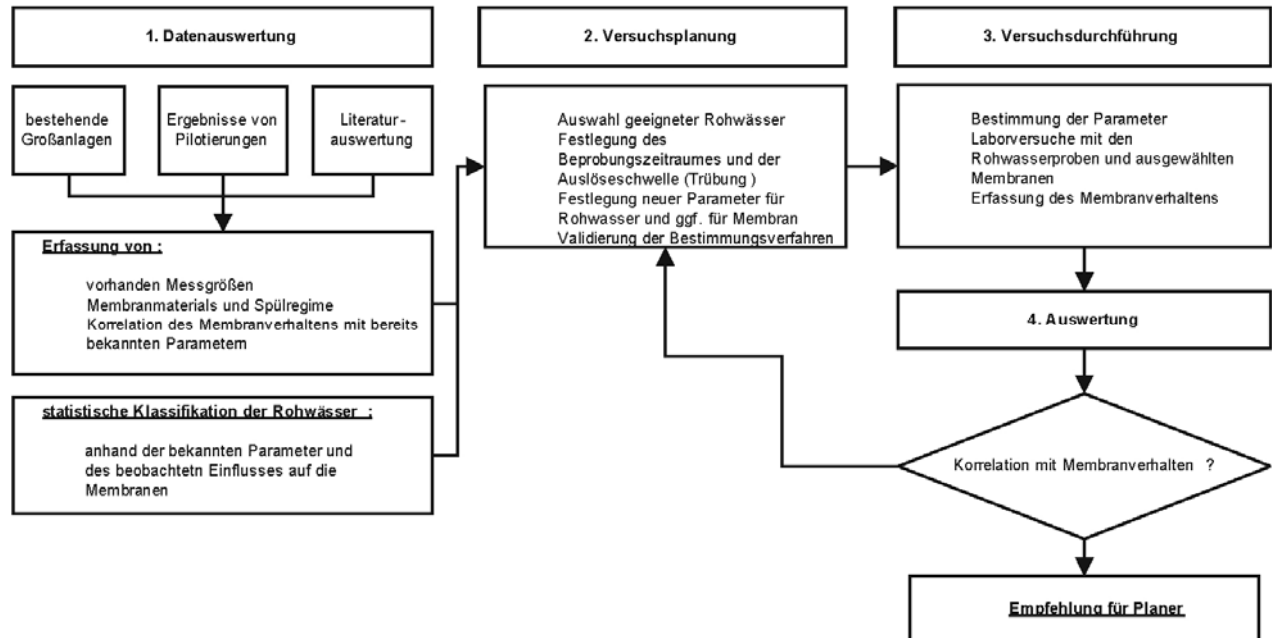 1. Datenauswertung
bestehende
Großanlagen
Ergebnisse von
Pilotierungen
Literatur-
auswertung
Erfassung von :
vorhanden Messgrößen
Membranmaterials und Spülregime
Korrelation des Membranverhaltens mit bereits
bekannten Parametern
statistische Klassifikation der Rohwässer :
anhand der bekannten Parameter und
des beobachtetn Einflusses auf die
Membranen
2. Versuchsplanung
Auswahl geeigneter Rohwässer
Festlegung des
Beprobungszeitraumes und der
Auslöseschwelle (Trübung )
Festlegung neuer Parameter für
Rohwasser und ggf. für Membran
Validierung der Bestimmungsverfahren
3. Versuchsdurchführung
Bestimmung der Parameter
Laborversuche mit den
Rohwasserproben und ausgewählten
Membranen
Erfassung des Membranverhaltens
4. Auswertung
Korrelation mit Membranverhalten ?
Empfehlung für Planer